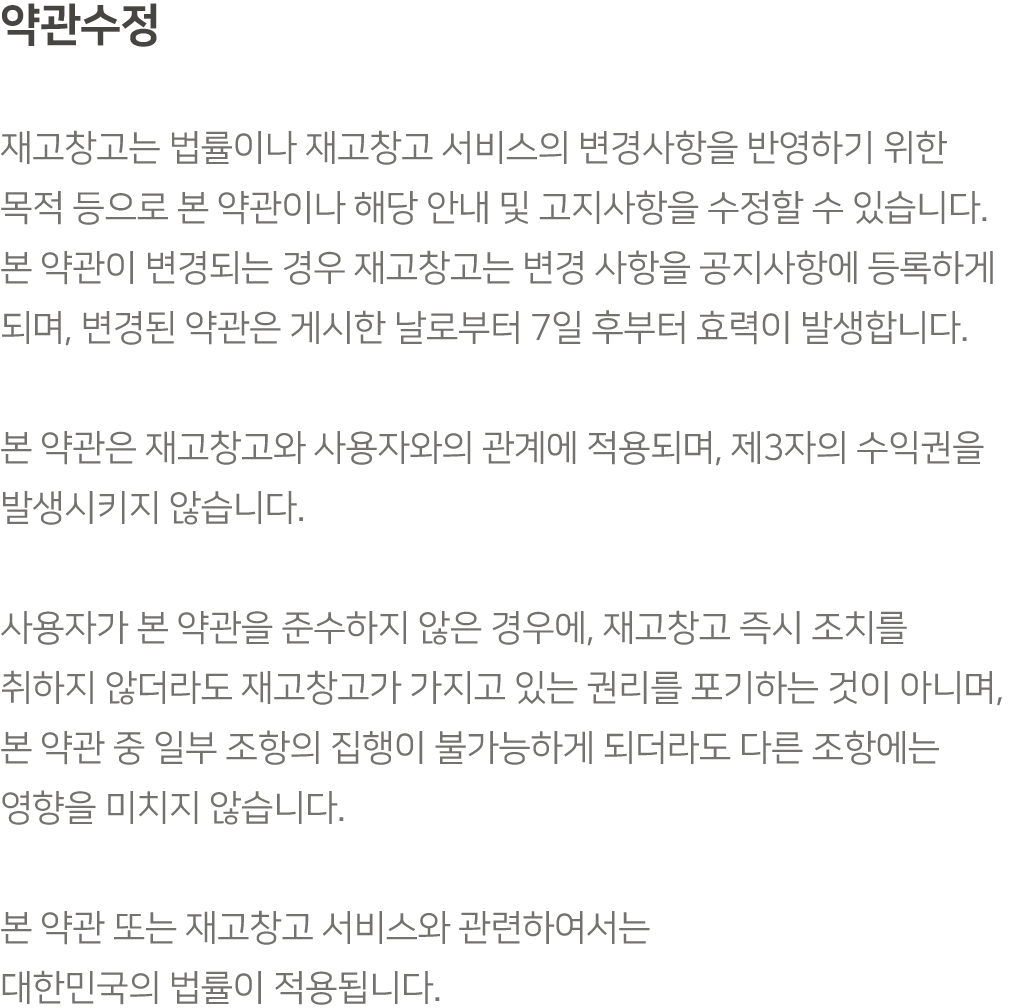 약관수정
재고창고는 법률이나 재고창고 서비스의 변경사항을 반영하기 위한
목적 등으로 본 약관이나 해당 안내 및 고지사항을 수정할 수 있습니다.
본 약관이 변경되는 경우 재고창고는 변경 사항을 공지사항에 등록하게
되며, 변경된 약관은 게시한 날로부터 7일 후부터 효력이 발생합니다.
본 약관은 재고창고와 사용자와의 관계에 적용되며, 제3자의 수익권을
발생시키지 않습니다.
사용자가 본 약관을 준수하지 않은 경우에, 재고창고 즉시 조치를
취하지 않더라도 재고창고가 가지고 있는 권리를 포기하는 것이 아니며,
본 약관 중 일부 조항의 집행이 불가능하게 되더라도 다른 조항에는
영향을 미치지 않습니다.
본 약관 또는 재고창고 서비스와 관련하여서는
대한민국의 법률이 적용됩니다.